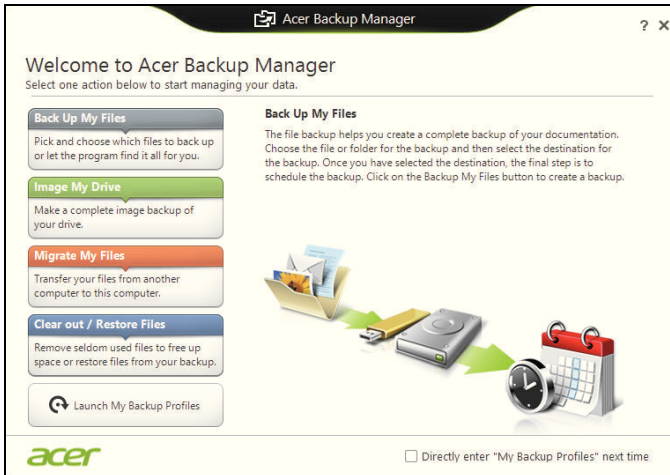 Acer Backup Manager
? X
Welcome to Acer Backup Manager
Select one action below to start managing your data.
Back Up My Files
Pick and choose which files to back up
or let the program find it all for you.
Image My Drive
Make a complete image backup of
your drive.
Migrate My Files
Transfer your files from another
computer to this computer.
Clear out / Restore Files
Remove seldom used files to free up
space or restore files from your backup.
Launch My Backup Profiles
Back Up My Files
The file backup helps you create a complete backup of your documentation.
Choose the file or folder for the backup and then select the destination for
the backup. Once you have selected the destination, the final step is to
schedule the backup. Click on the Backup My Files button to create a backup.
acer
Directly enter "My Backup Profiles" next time